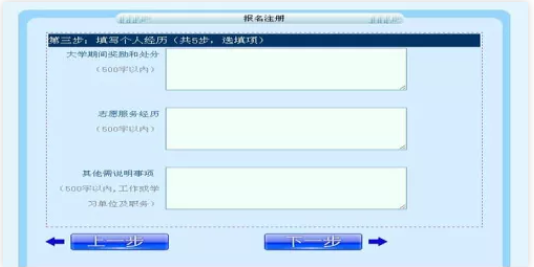 报名注册
第三步：填写个人经历（共5步，选填项）
大学期间奖励和处分
（500字以内）
志愿服务经历
（500字以内）
其他需说明事项
（500字以内,工作或学
习单位及职务）
上一步
下一步